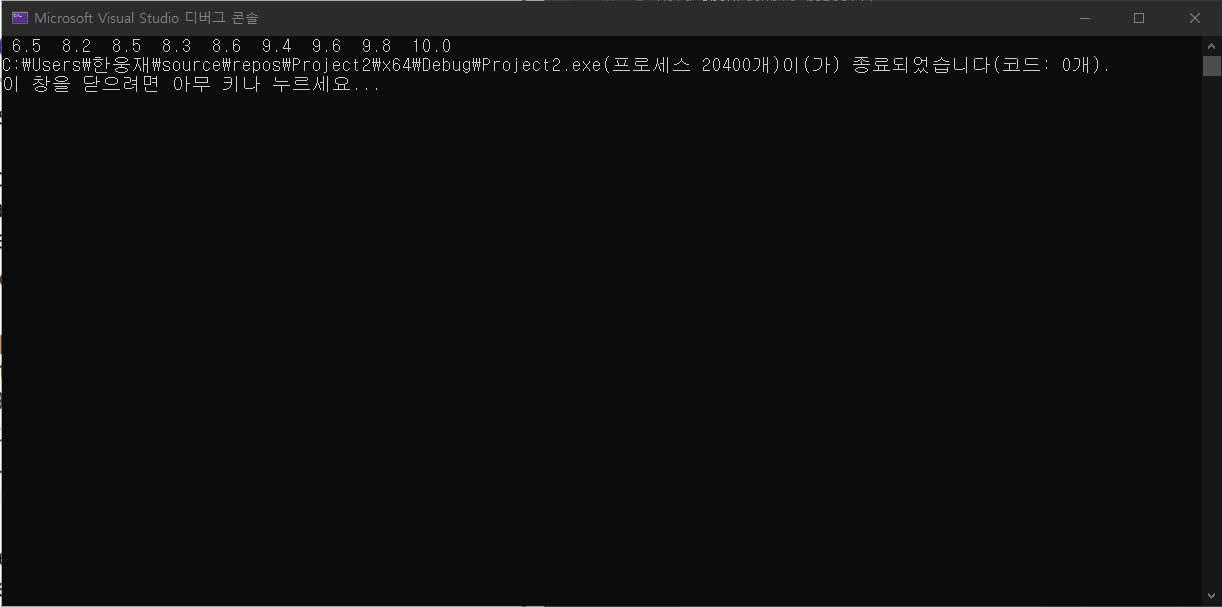 Microsoft Visual Studio 디버그 콘솔
6.5 8.2 8.5 8.3 8.6 9.4 9.6 9.8 10.0
C:₩Users₩한웅재₩source₩repos₩Project2₩x64₩Debug₩Project2.exe(프로세스 20400개)이(가) 종료되었습니다(코드: 0개).
이 창을 닫으려면 아무 키나 누르세요...